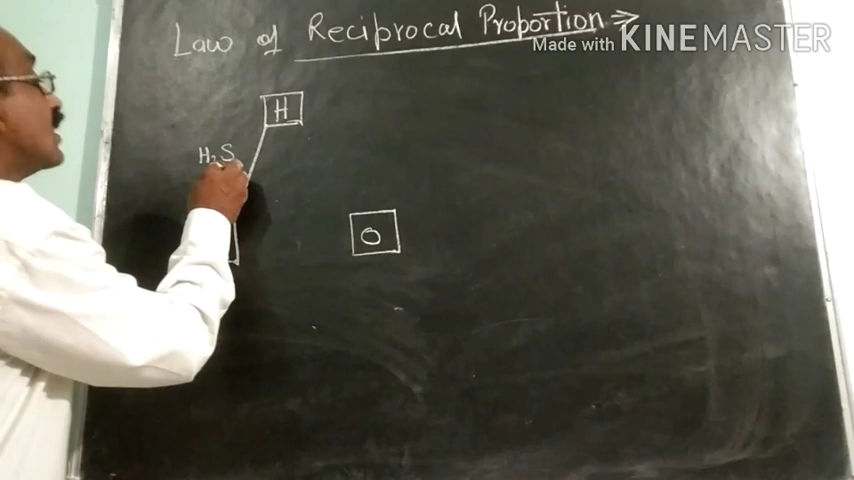 Law of Reciprocal Proportion ⇒
Made with KINEMASTER
H
H₂S
O